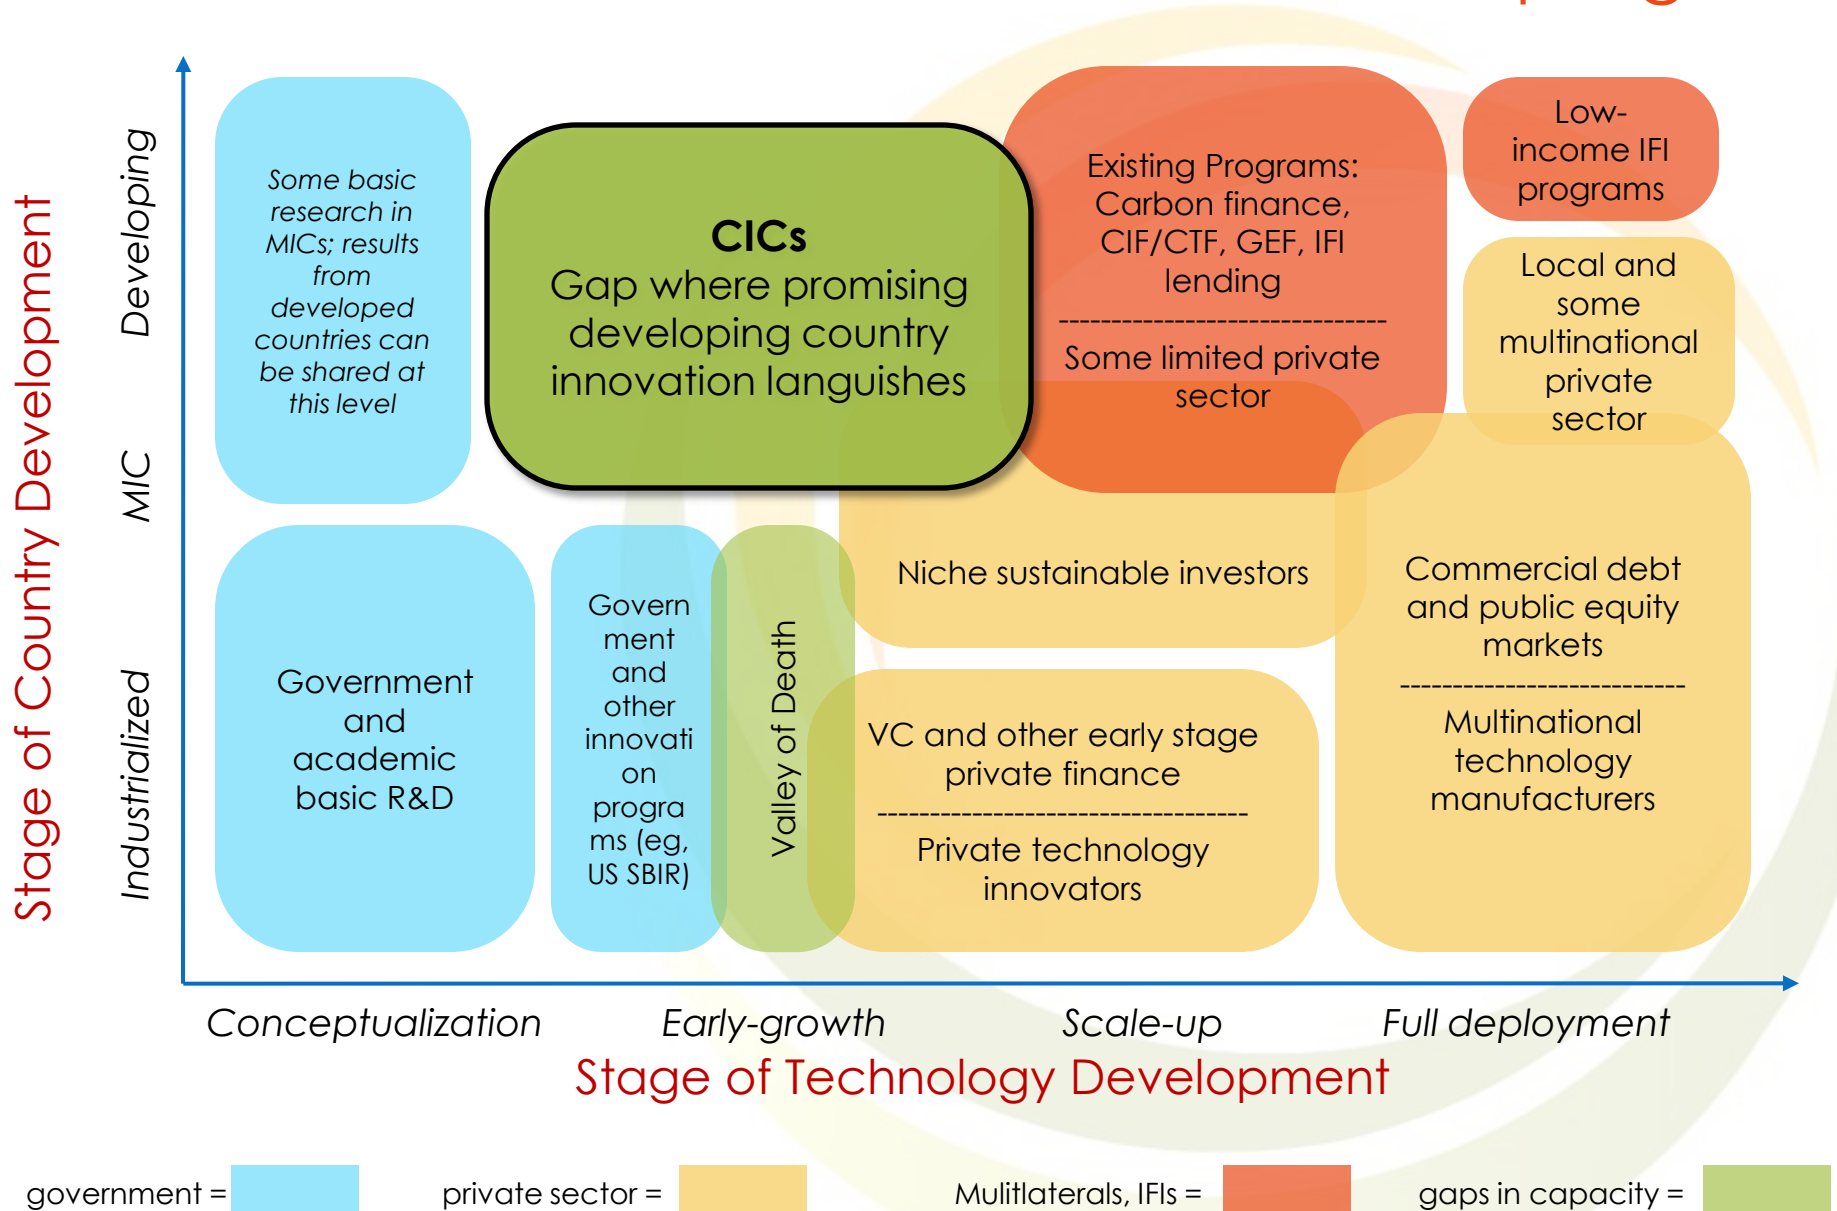 Stage of Country Development
Developing
MIC
Industrialized
Some basic
research in
MICs; results
from
developed
countries can
be shared at
this level
CICs
Gap where promising
developing country
innovation languishes
Existing Programs:
Carbon finance,
CIF/CTF, GEF, IFI
lending
-------------------------------
Some limited private
sector
Low-
income IFI
programs
Local and
some
multinational
private
sector
Government
and
academic
basic R&D
Govern
ment
and
other
innovati
on
progra
ms (eg,
US SBIR)
Valley of Death
Niche sustainable investors
VC and other early stage
private finance
-----------------------------------
Private technology
innovators
Commercial debt
and public equity
markets
---------------------------
Multinational
technology
manufacturers
Conceptualization
Early-growth
Scale-up
Full deployment
Stage of Technology Development
government =
private sector =
Mulitlaterals, IFIs =
gaps in capacity =